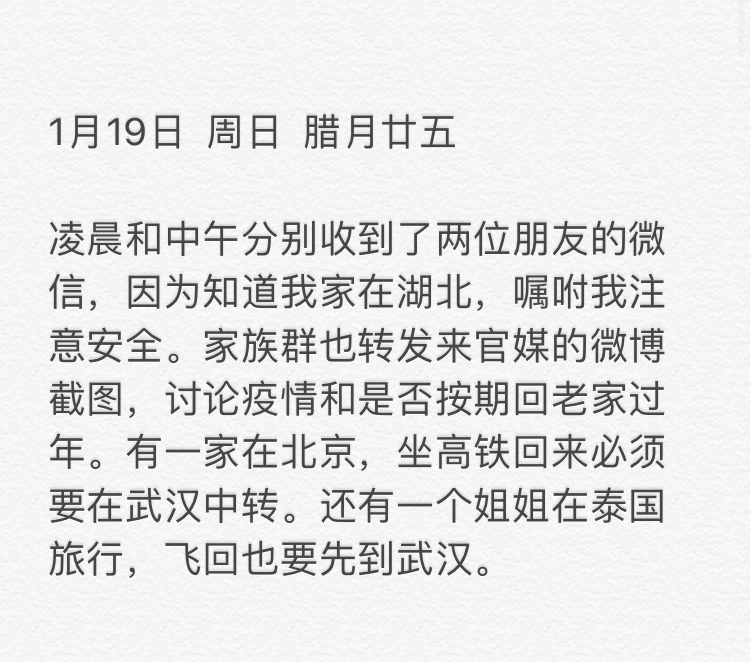 1月19日 周日 腊月廿五
凌晨和中午分别收到了两位朋友的微
信，因为知道我家在湖北，嘱咐我注
意安全。家族群也转发来官媒的微博
截图，讨论疫情和是否按期回老家过
年。有一家在北京，坐高铁回来必须
要在武汉中转。还有一个姐姐在泰国
旅行，飞回也要先到武汉。